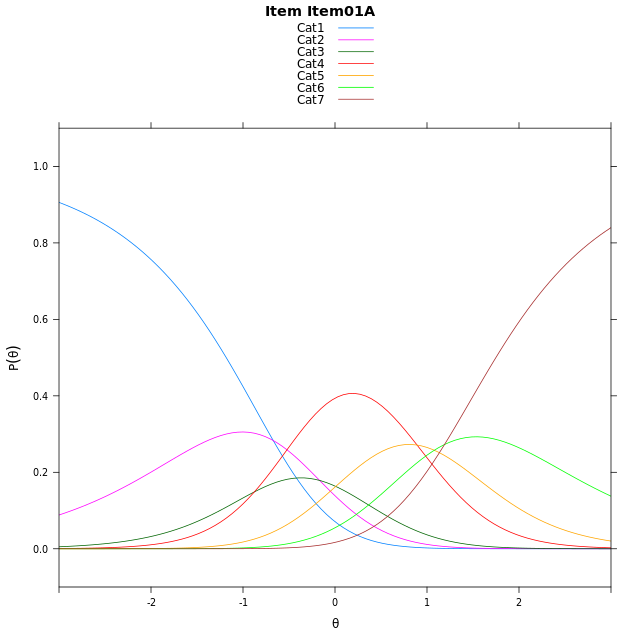 Item Item01A
Cat1
Cat2
Cat3
Cat4
Cat5
Cat6
Cat7
1.0
0.8
0.6
0.4
0.2
0.0
P(θ)
-2 -1 0 1 2
θ